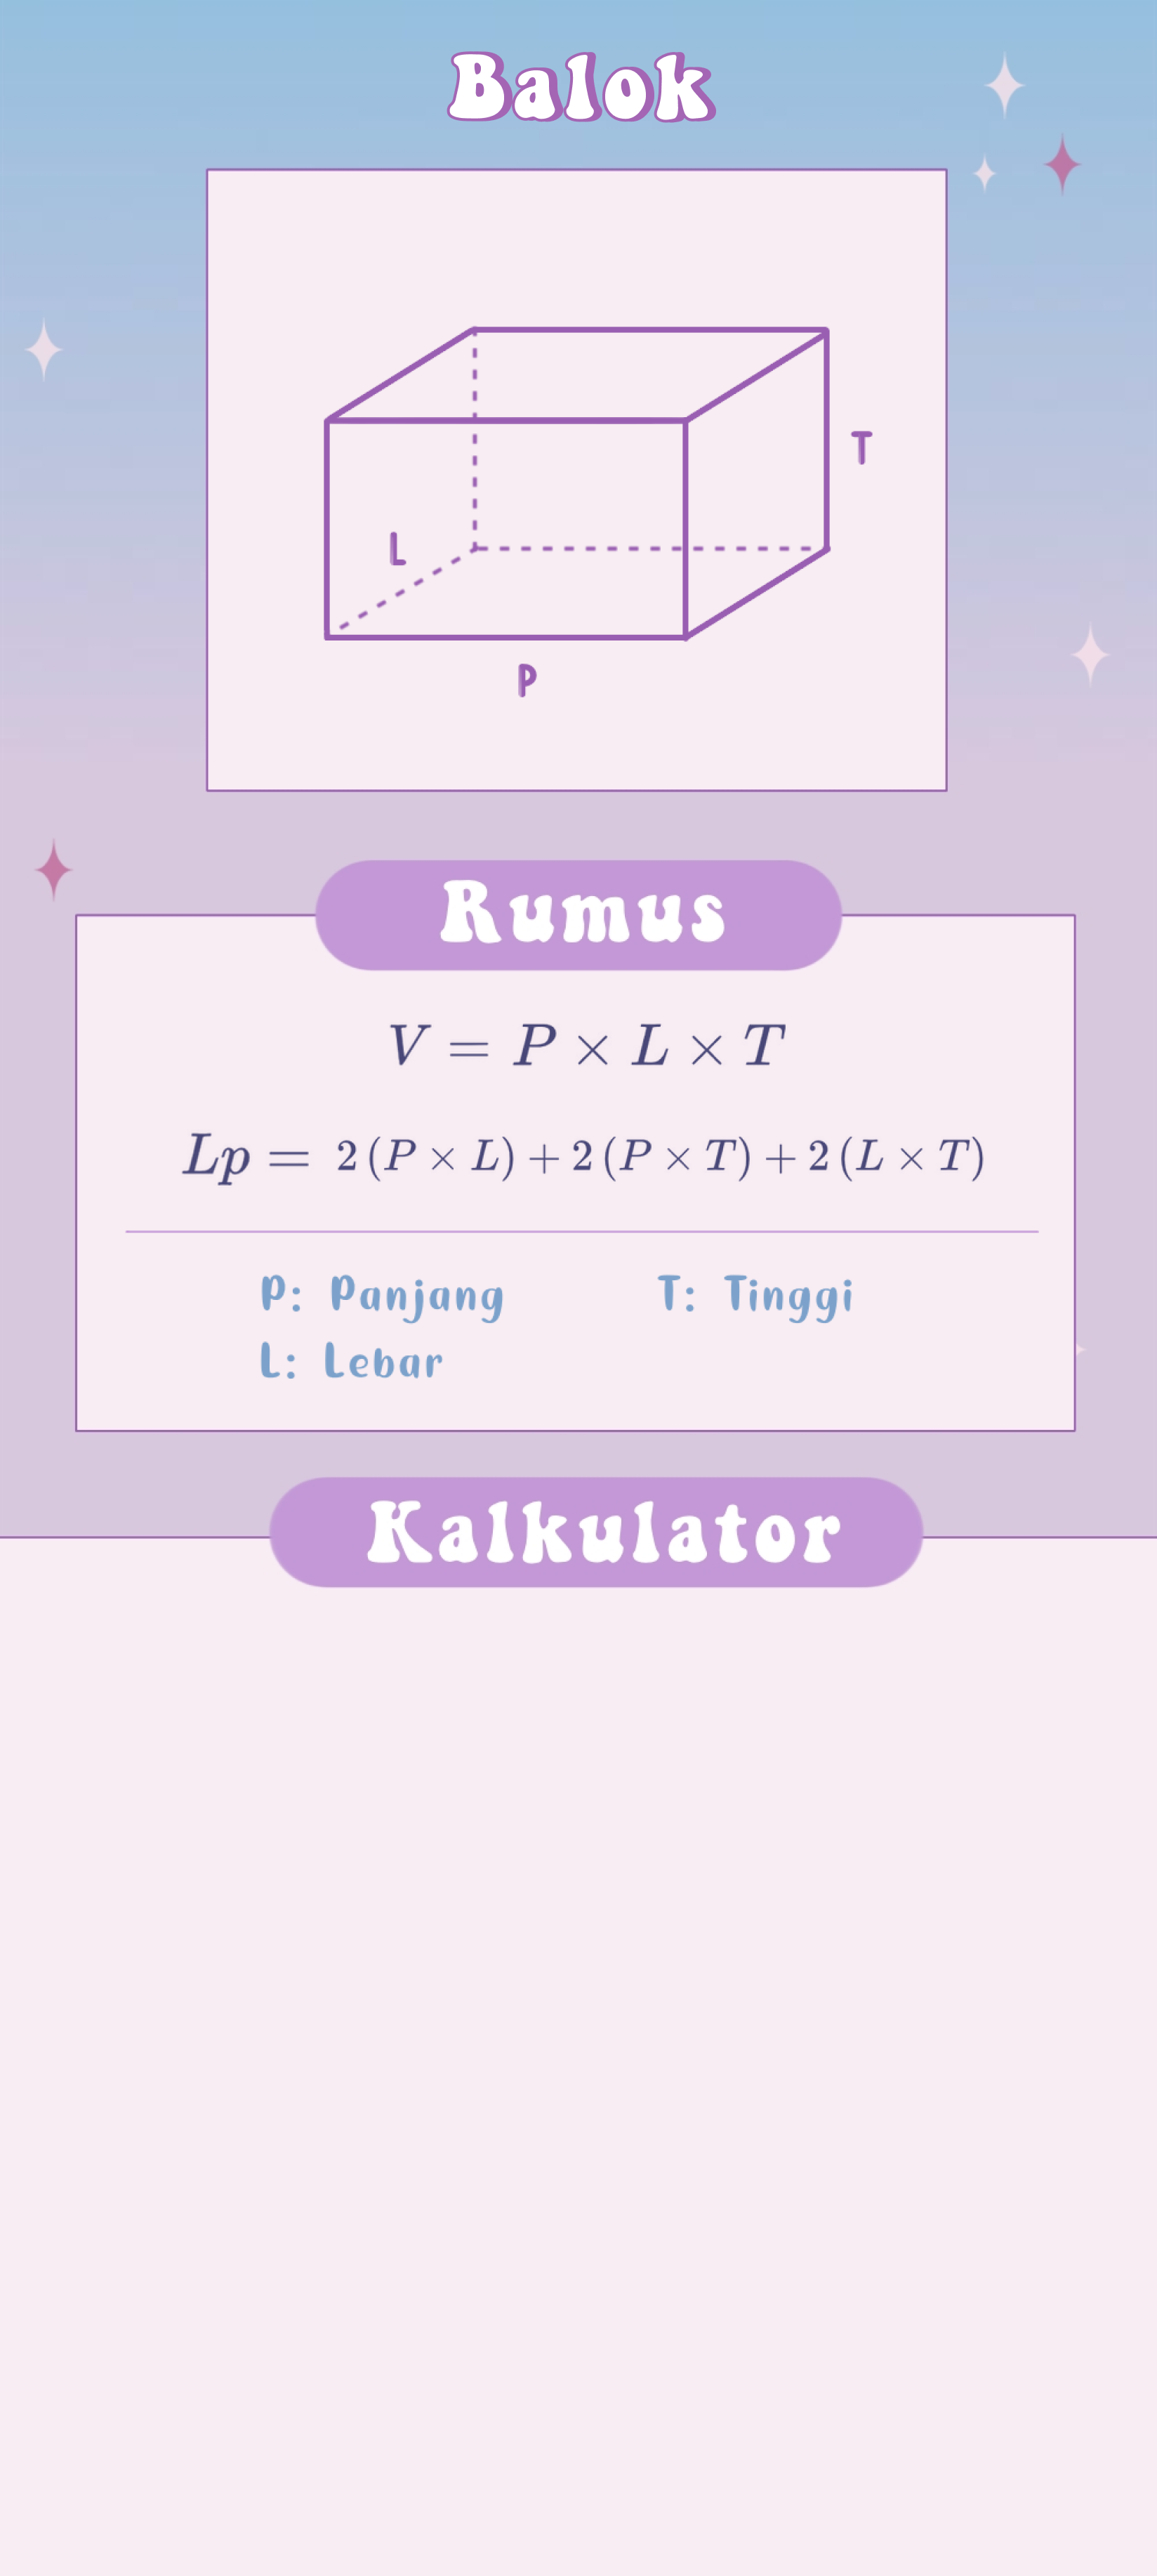 Balok
T
L
P
Rumus
V = P × L × T
Lp = 2 (P × L) + 2 (P × T) + 2 (L × T)
P: Panjang T: Tinggi
L: Lebar
Kalkulator